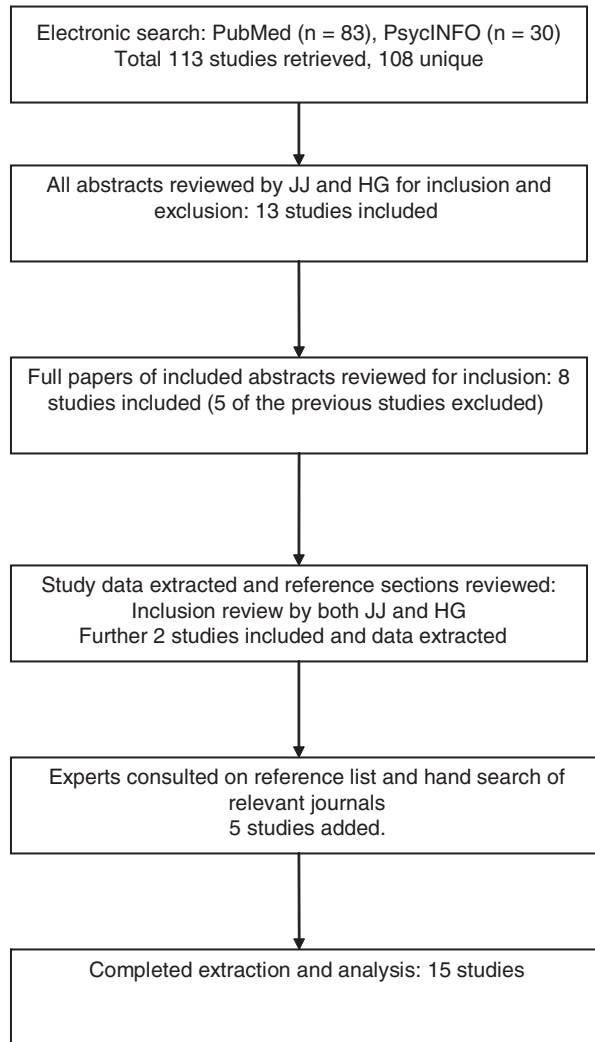 Electronic search: PubMed (n = 83), PsycINFO (n = 30)
Total 113 studies retrieved, 108 unique
All abstracts reviewed by JJ and HG for inclusion and
exclusion: 13 studies included
Full papers of included abstracts reviewed for inclusion: 8
studies included (5 of the previous studies excluded)
Study data extracted and reference sections reviewed:
Inclusion review by both JJ and HG
Further 2 studies included and data extracted
Experts consulted on reference list and hand search of
relevant journals
5 studies added.
Completed extraction and analysis: 15 studies